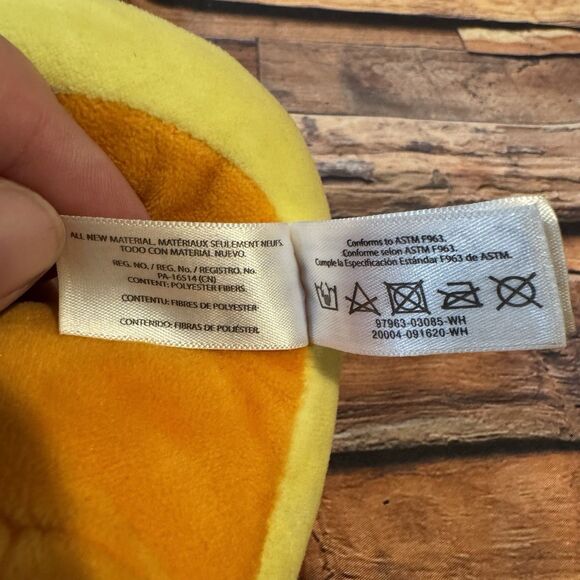 ALL NEW MATERIAL. MATÉRIAUX SEULEMENT NEUFS.
TODO CON MATERIAL NUEVO.
REG. NO./ REG. No./ REGISTRO. No.
PA-16514 (CN)
CONTENT: POLYESTER FIBERS.
CONTENTU: FIBRES DE POLYESTER.
CONTENIDO: FIBRAS DE POLIÉSTER.
Conforms to ASTM F963.
Conforme selon ASTM F963.
Cumple la Especificación Estándar F963 de ASTM.
97963-03085-WH
20004-091620-WH